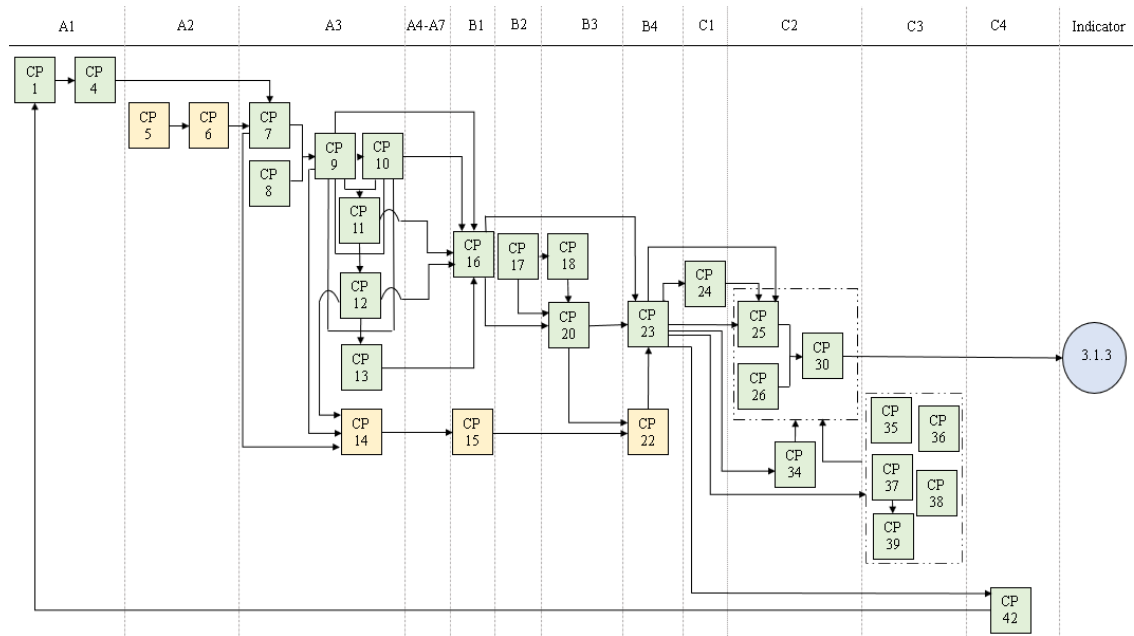 A1
A2
A3
A4-A7
B1
B2
B3
B4
C1
C2
C3
C4
Indicator
CP
1
CP
4
CP
5
CP
6
CP
7
CP
8
CP
9
CP
10
CP
11
CP
12
CP
13
CP
14
CP
15
CP
16
CP
17
CP
18
CP
20
CP
22
CP
23
CP
24
CP
25
CP
26
CP
30
CP
34
CP
35
CP
36
CP
37
CP
38
CP
39
CP
42
3.1.3